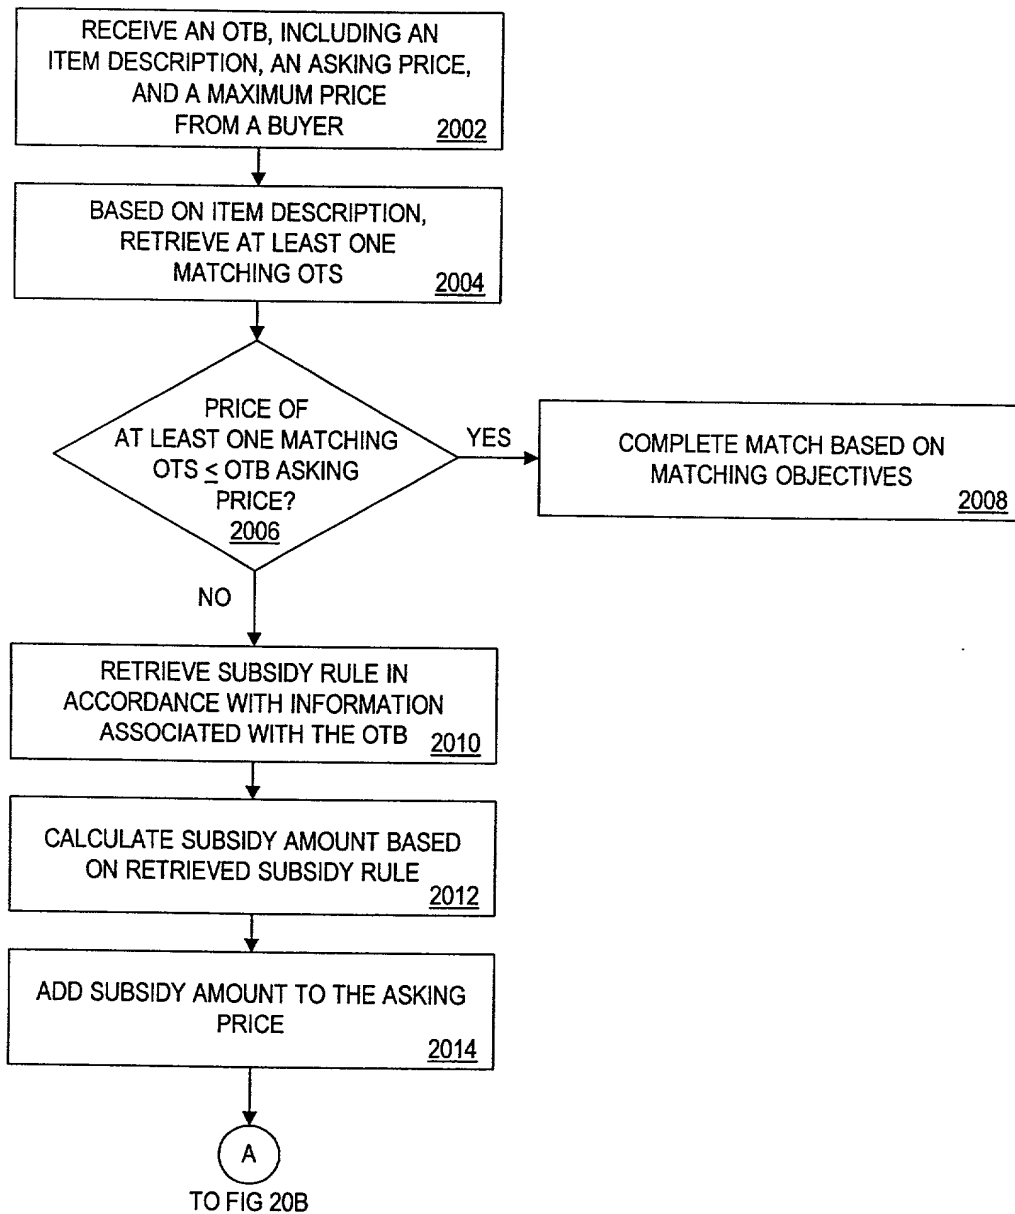 RECEIVE AN OTB, INCLUDING AN
ITEM DESCRIPTION, AN ASKING PRICE,
AND A MAXIMUM PRICE
FROM A BUYER 2002
BASED ON ITEM DESCRIPTION,
RETRIEVE AT LEAST ONE
MATCHING OTS 2004
PRICE OF
AT LEAST ONE MATCHING
OTS ≤ OTB ASKING
PRICE?
2006
YES
COMPLETE MATCH BASED ON
MATCHING OBJECTIVES
2008
NO
RETRIEVE SUBSIDY RULE IN
ACCORDANCE WITH INFORMATION
ASSOCIATED WITH THE OTB 2010
CALCULATE SUBSIDY AMOUNT BASED
ON RETRIEVED SUBSIDY RULE
2012
ADD SUBSIDY AMOUNT TO THE ASKING
PRICE
2014
A
TO FIG 20B